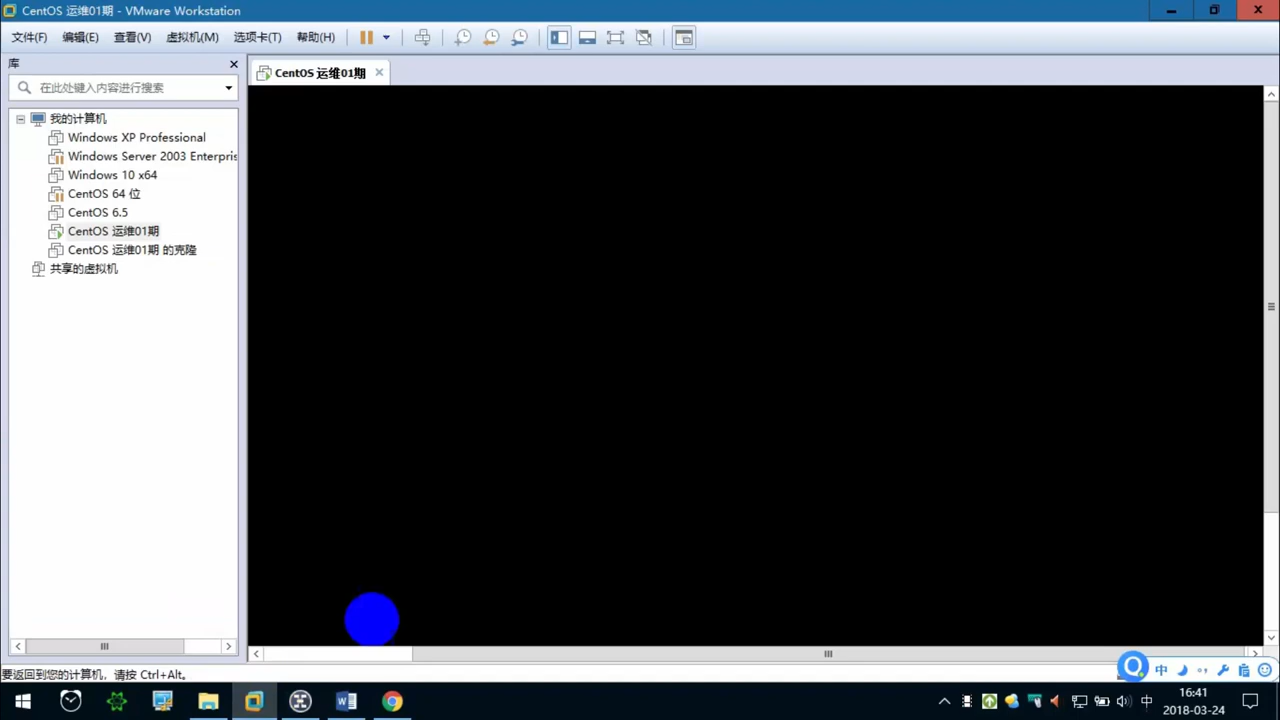 CentOS 运维01期 - VMware Workstation
文件(F) 编辑(E) 查看(V) 虚拟机(M) 选项卡(T) 帮助(H)
库
在此处键入内容进行搜索
CentOS 运维01期
我的计算机
Windows XP Professional
Windows Server 2003 Enterpris
Windows 10 x64
CentOS 64 位
CentOS 6.5
CentOS 运维01期
CentOS 运维01期 的克隆
共享的虚拟机
要返回到您的计算机，请按 Ctrl+Alt。
中
中
16:41
2018-03-24